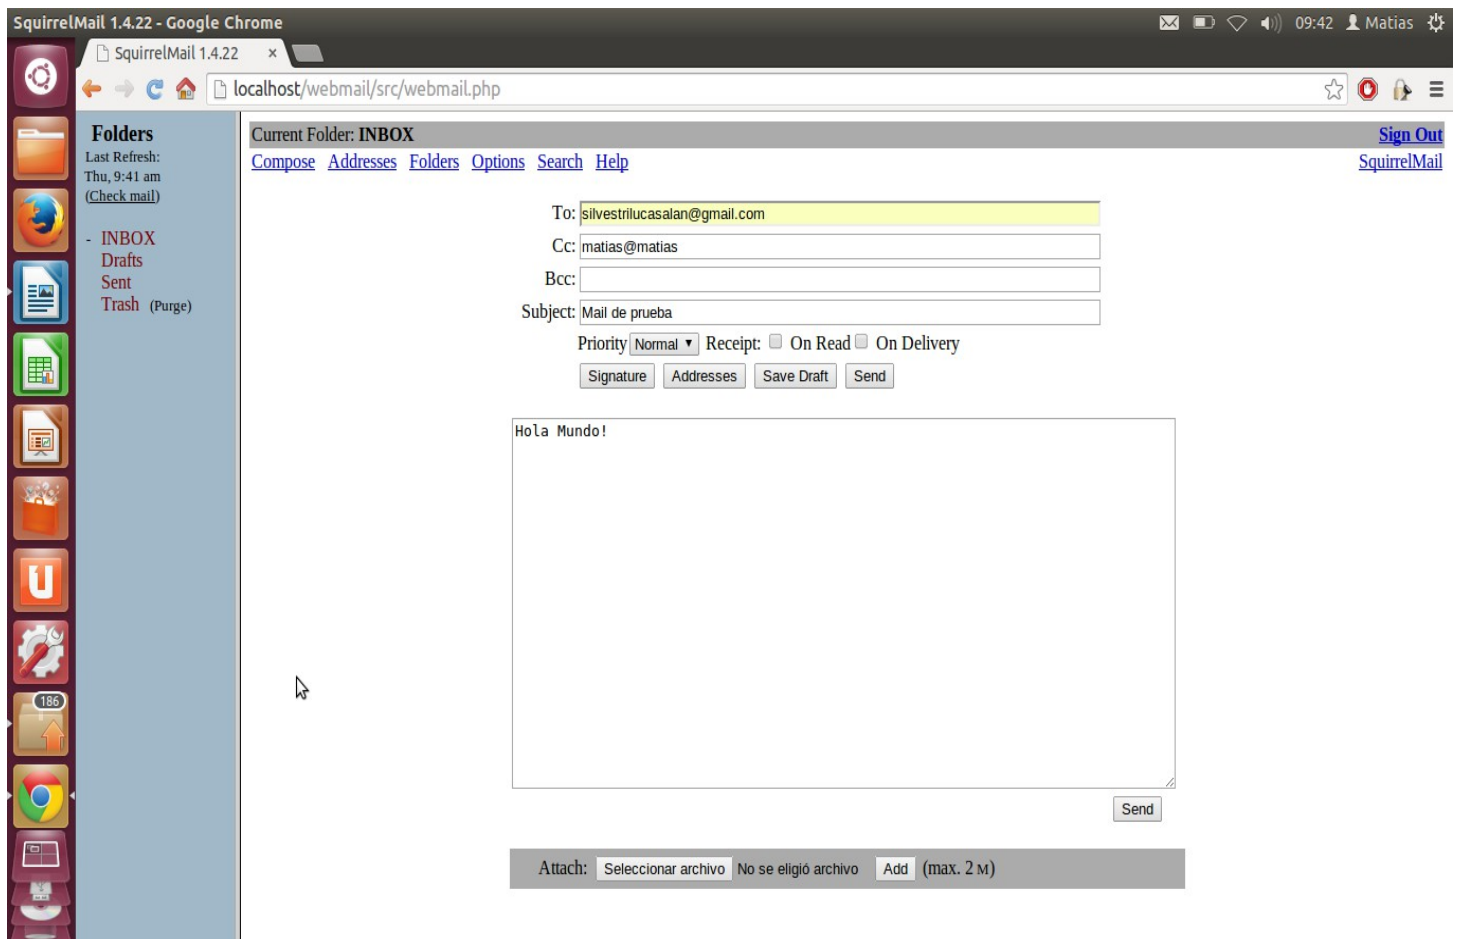 SquirrelMail 1.4.22 - Google Chrome
09:42 Matias
SquirrelMail 1.4.22 ×
localhost/webmail/src/webmail.php
Folders
Last Refresh:
Thu, 9:41 am
(Check mail)
- INBOX
Drafts
Sent
Trash (Purge)
Current Folder: INBOX Sign Out
Compose Addresses Folders Options Search Help SquirrelMail
To: silvestrilucasalan@gmail.com
Cc: matias@matias
Bcc:
Subject: Mail de prueba
Priority Normal Receipt: On Read On Delivery
Signature Addresses Save Draft Send
Hola Mundo!
Send
Attach: Seleccionar archivo No se eligió archivo Add (max. 2 M)
186